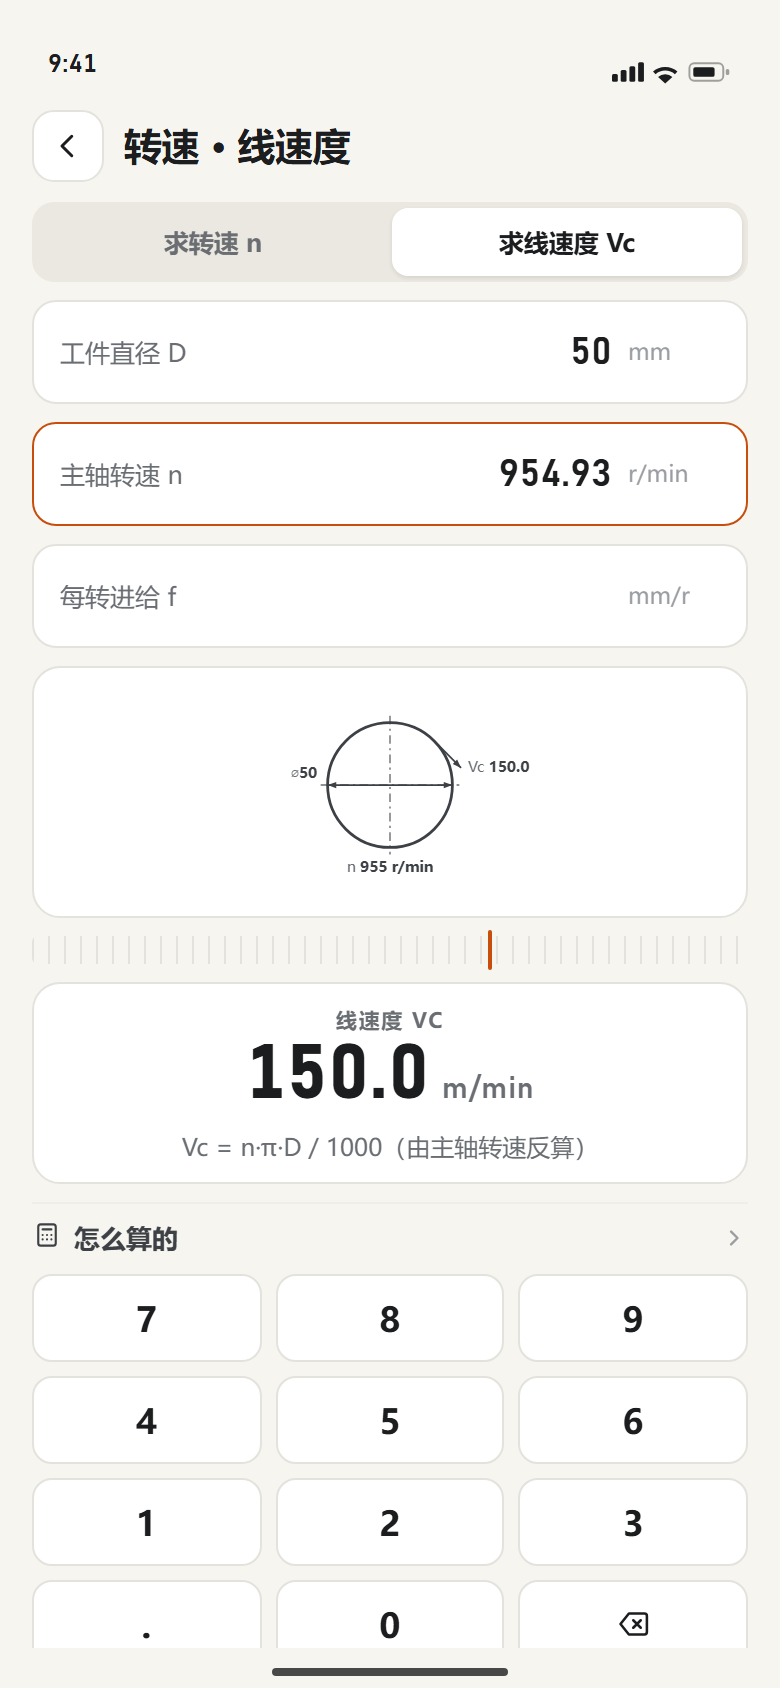 9:41
转速・线速度
求转速 n
求线速度 Vc
工件直径 D 50 mm
主轴转速 n 954.93 r/min
每转进给 f mm/r
⌀50
Vc 150.0
n 955 r/min
线速度 VC
150.0 m/min
Vc = n·π·D / 1000（由主轴转速反算）
怎么算的
7 8 9
4 5 6
1 2 3
. 0